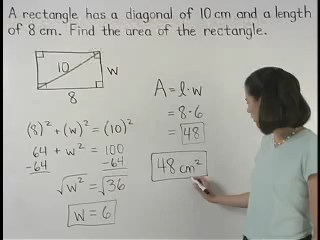 A rectangle has a diagonal of 10 cm and a length
of 8 cm. Find the area of the rectangle.
10
w
8
(8)² + (w)² = (10)²
64 + w² = 100
-64 -64
√w² = √36
w = 6
A = l · w
= 8 · 6
= 48
48 cm²